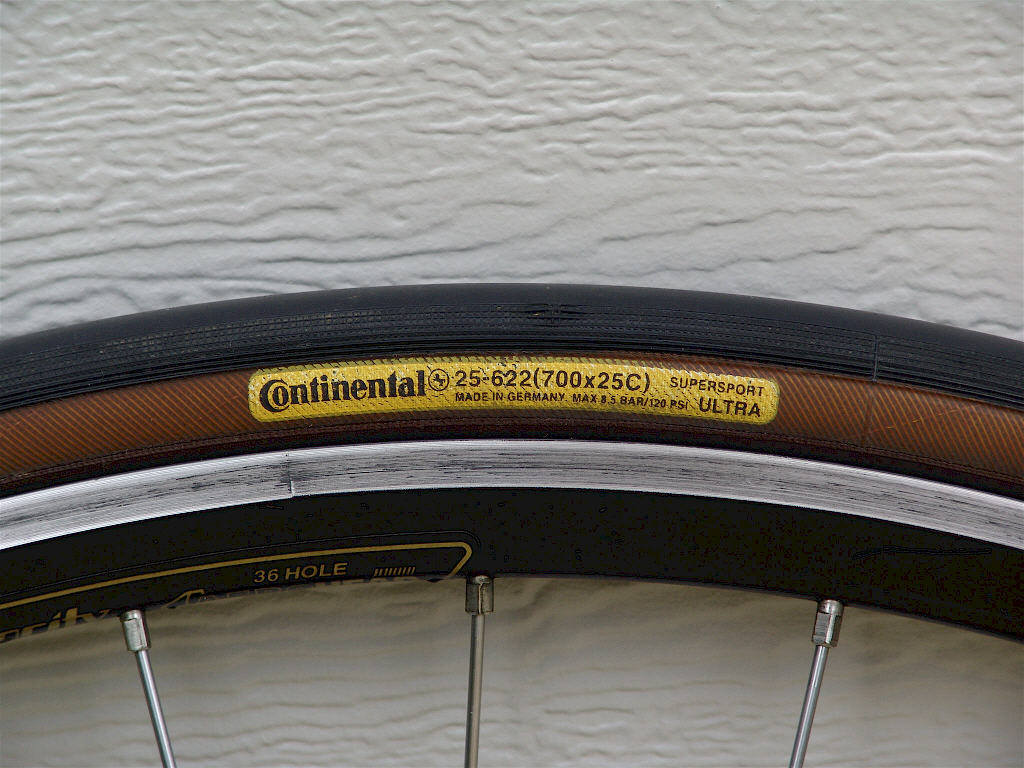 Continental 25-622(700x25C) SUPERSPORT
MADE IN GERMANY. MAX 8.5 BAR/120 PSI ULTRA
36 HOLE